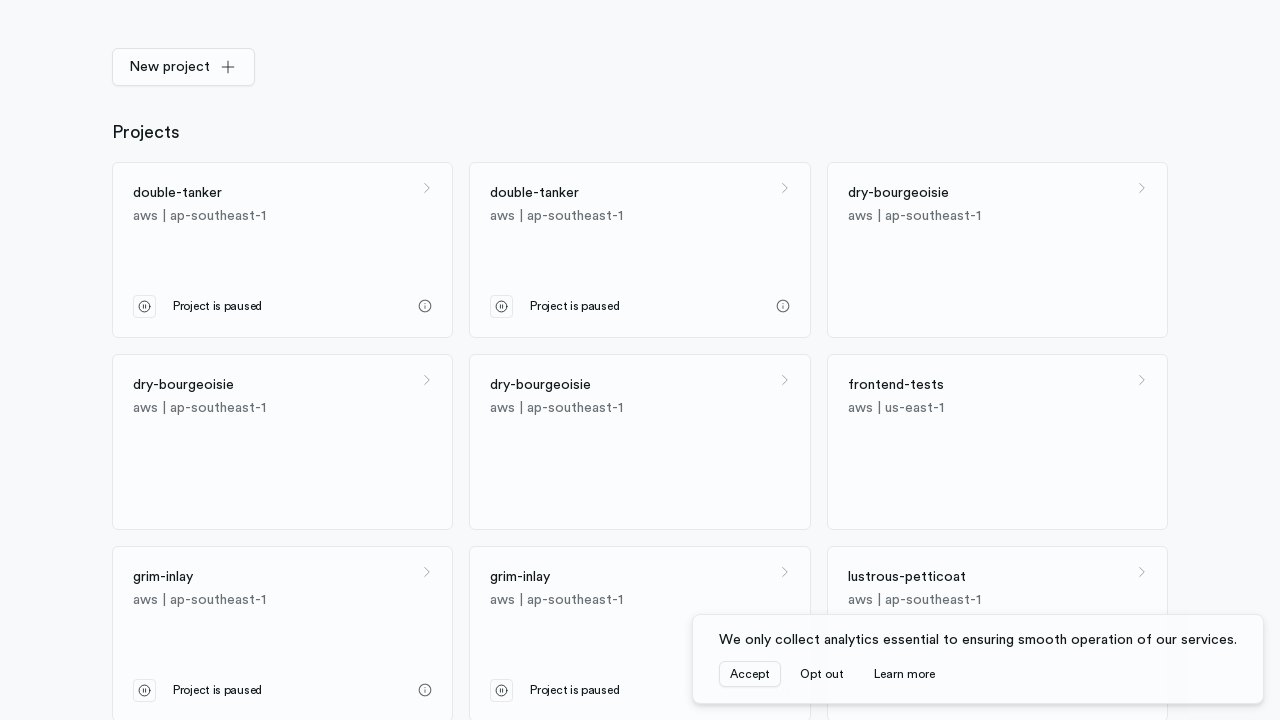 New project
Projects
double-tanker
aws | ap-southeast-1
Project is paused
double-tanker
aws | ap-southeast-1
Project is paused
dry-bourgeoisie
aws | ap-southeast-1
dry-bourgeoisie
aws | ap-southeast-1
dry-bourgeoisie
aws | ap-southeast-1
frontend-tests
aws | us-east-1
grim-inlay
aws | ap-southeast-1
Project is paused
grim-inlay
aws | ap-southeast-1
Project is paused
lustrous-petticoat
aws | ap-southeast-1
We only collect analytics essential to ensuring smooth operation of our services.
Accept Opt out Learn more